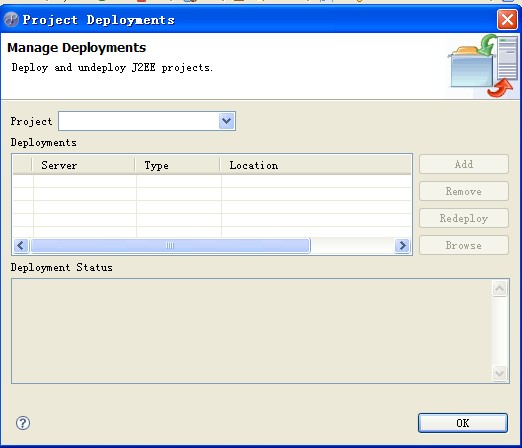 Project Deployments
Manage Deployments
Deploy and undeploy J2EE projects.
Project
Deployments
Server Type Location
Add
Remove
Redeploy
Browse
Deployment Status
?
OK